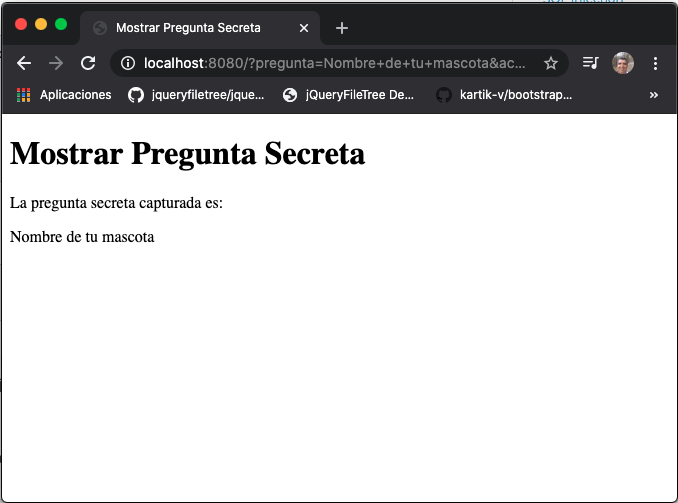 Mostrar Pregunta Secreta
localhost:8080/?pregunta=Nombre+de+tu+mascota&ac...
Aplicaciones jqueryfiletree/jque... jQueryFileTree De... kartik-v/bootstrap... »
Mostrar Pregunta Secreta
La pregunta secreta capturada es:
Nombre de tu mascota